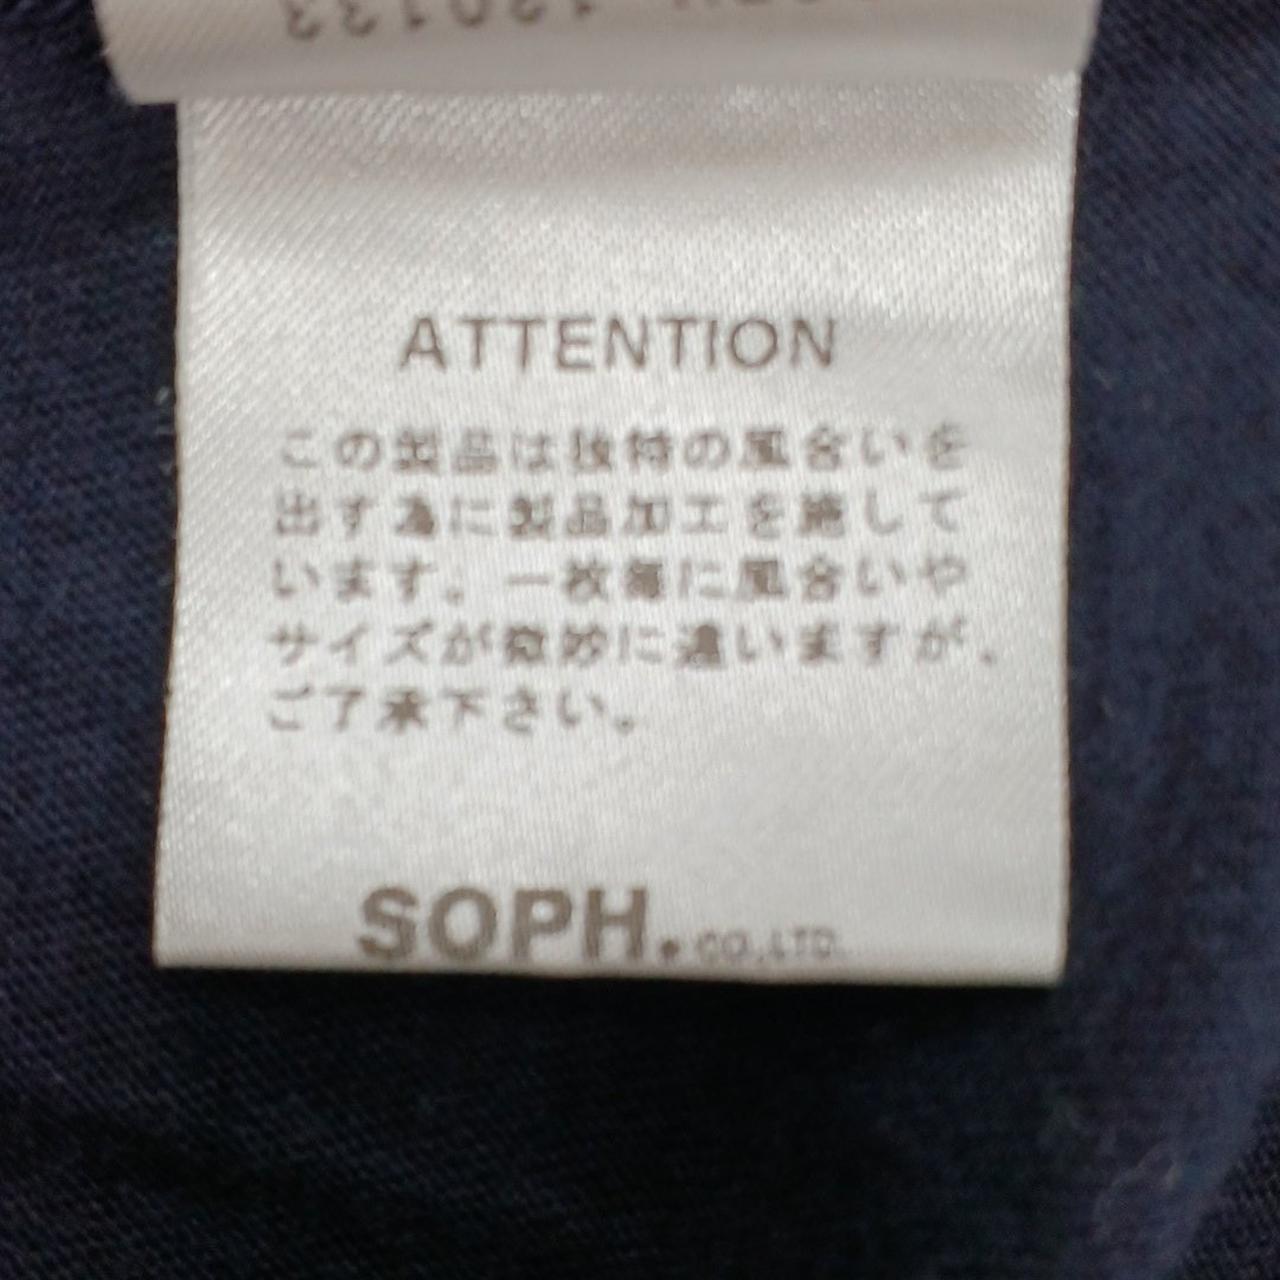 120133
ATTENTION
この製品は独特の風合いを
出す為に製品加工を施して
います。一枚毎に風合いや
サイズが微妙に違いますが、
ご了承下さい。
SOPH. CO.,LTD.